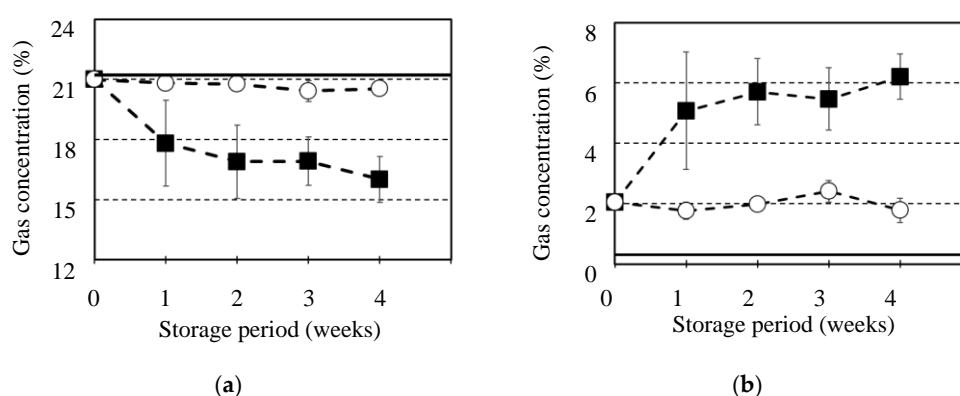 24
21
18
15
12
Gas concentration (%)
0 1 2 3 4
Storage period (weeks)
(a)
8
6
4
2
0
Gas concentration (%)
0 1 2 3 4
Storage period (weeks)
(b)